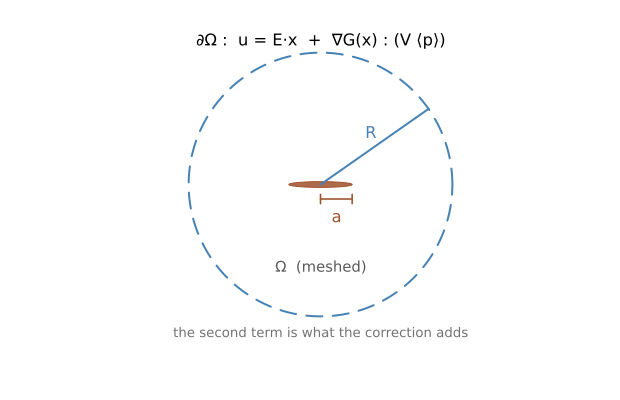 ∂Ω :  u = E·x  +  ∇G(x) : (V ⟨p⟩)
R
a
Ω  (meshed)
the second term is what the correction adds